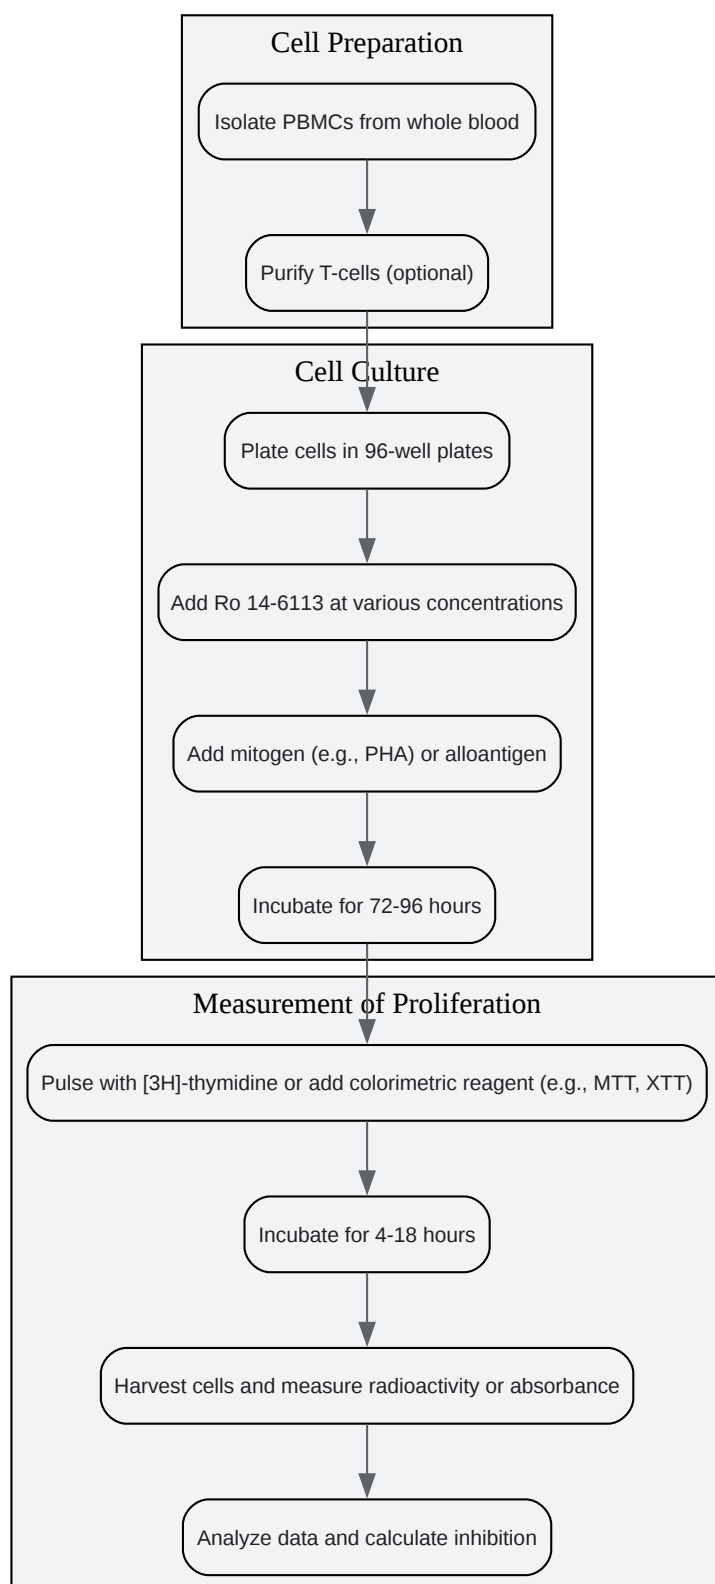 Cell Preparation
Isolate PBMCs from whole blood
Purify T-cells (optional)
Cell Culture
Plate cells in 96-well plates
Add Ro 14-6113 at various concentrations
Add mitogen (e.g., PHA) or alloantigen
Incubate for 72-96 hours
Measurement of Proliferation
Pulse with [3H]-thymidine or add colorimetric reagent (e.g., MTT, XTT)
Incubate for 4-18 hours
Harvest cells and measure radioactivity or absorbance
Analyze data and calculate inhibition